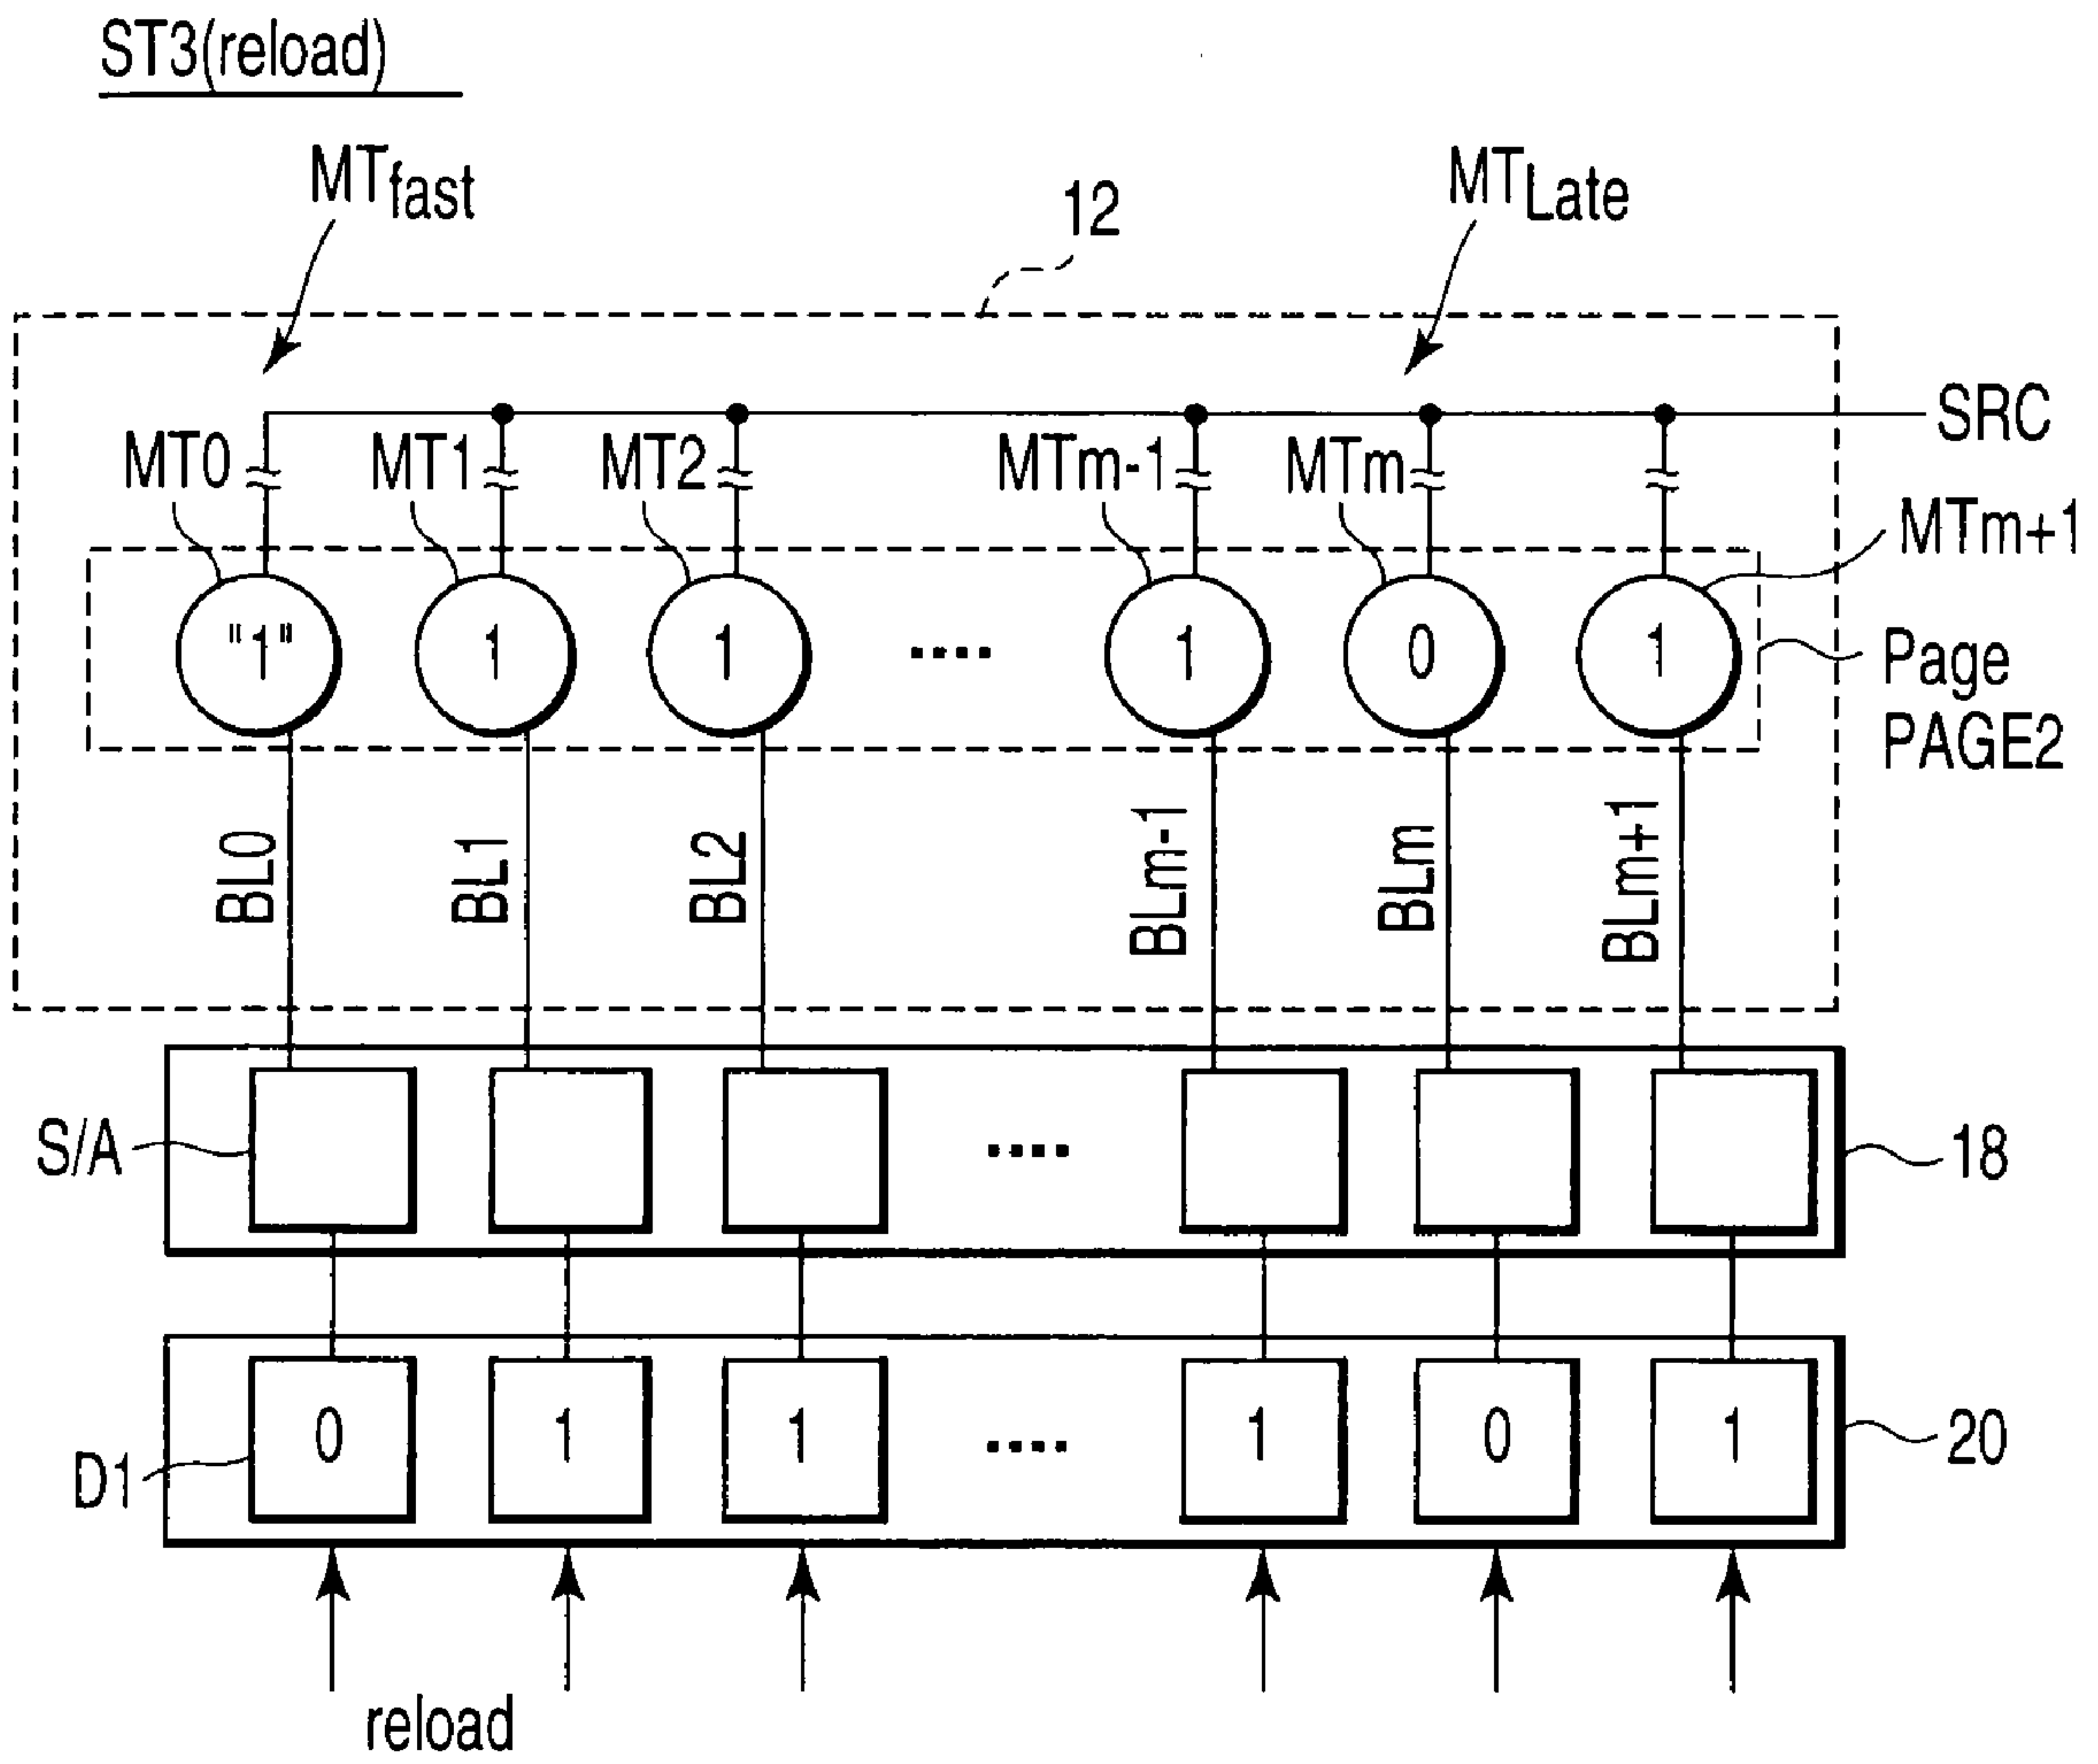 ST3(reload)
MTfast
12
MTLate
SRC
MT0
MT1
MT2
MTm-1
MTm
MTm+1
"1"
1
1
....
1
0
1
Page
PAGE2
BL0
BL1
BL2
BLm-1
BLm
BLm+1
S/A
....
18
D1
0
1
1
....
1
0
1
20
reload